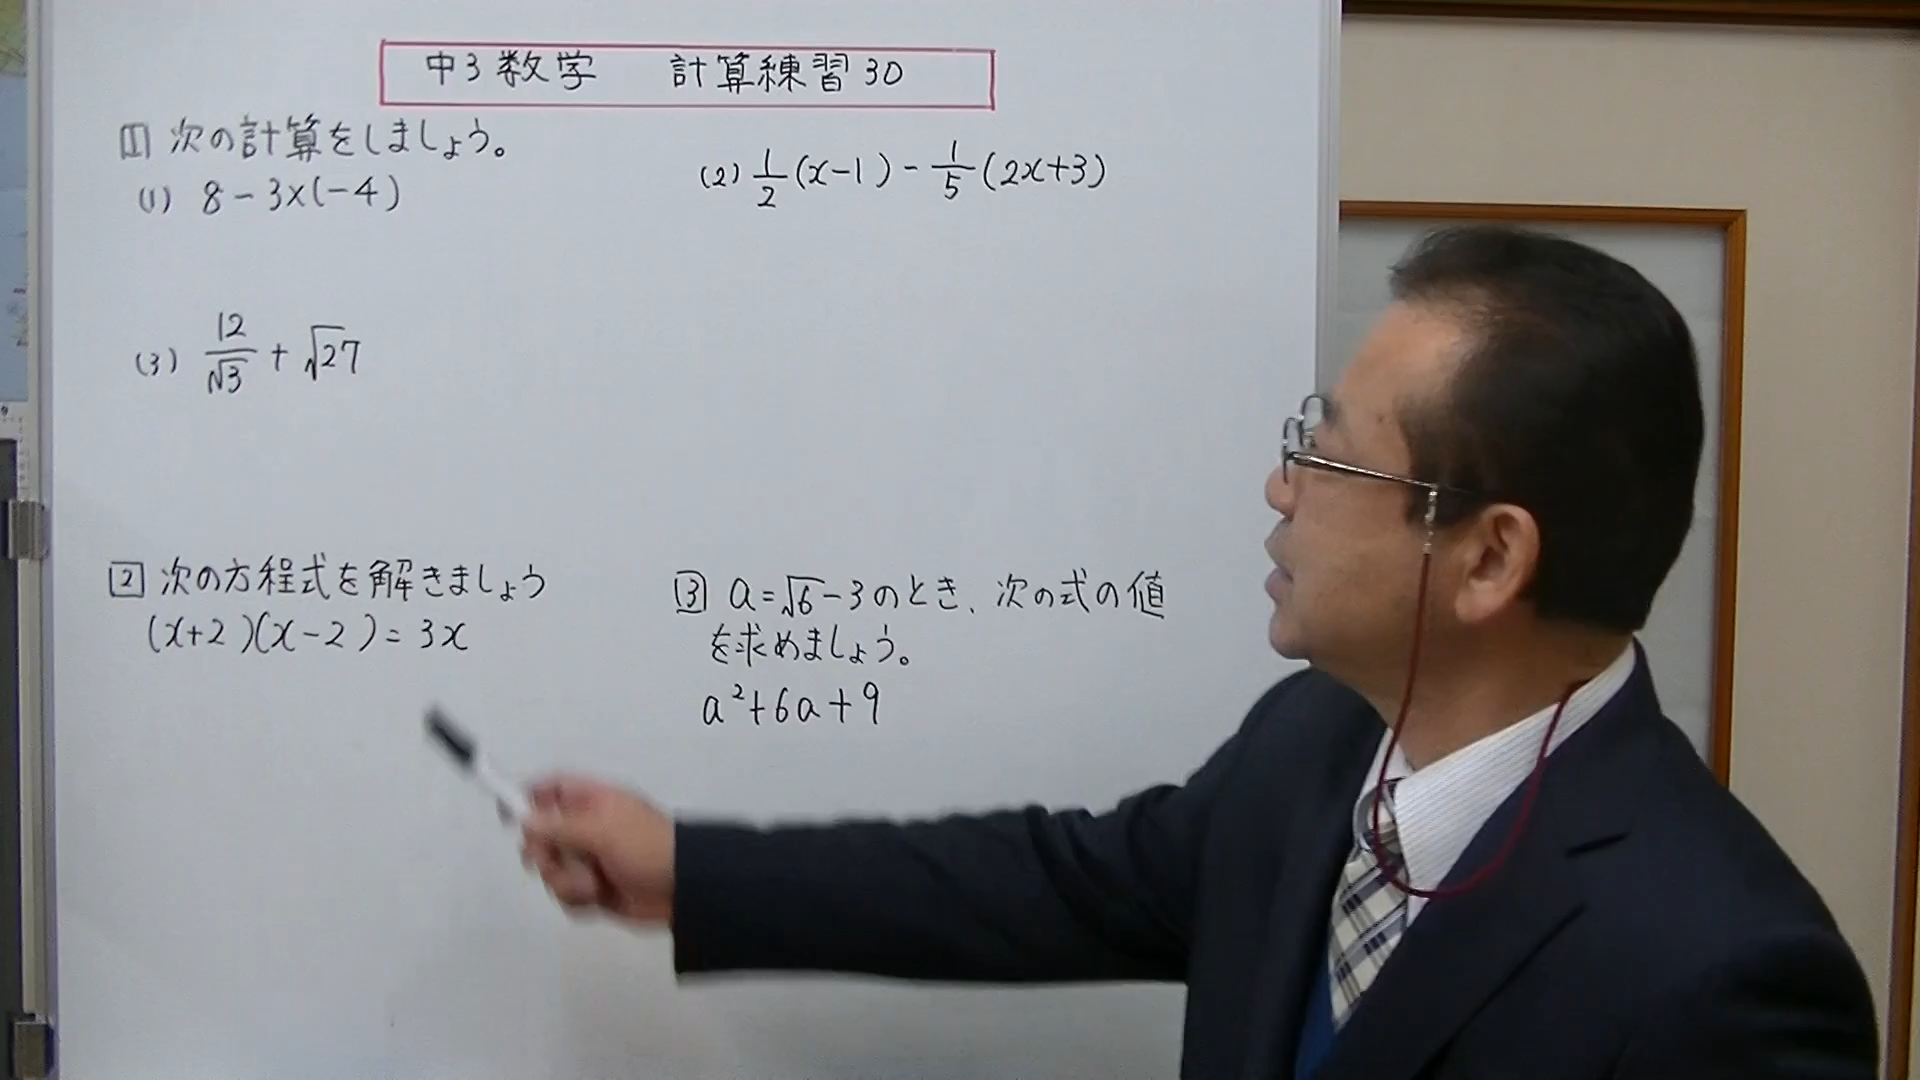 中3数学 計算練習30
1 次の計算をしましょう。
(1) 8-3×(-4)
(2) 1/2(x-1)-1/5(2x+3)
(3) 12/√3+√27
2 次の方程式を解きましょう
(x+2)(x-2)=3x
3 a=√6-3のとき、次の式の値
を求めましょう。
a²+6a+9